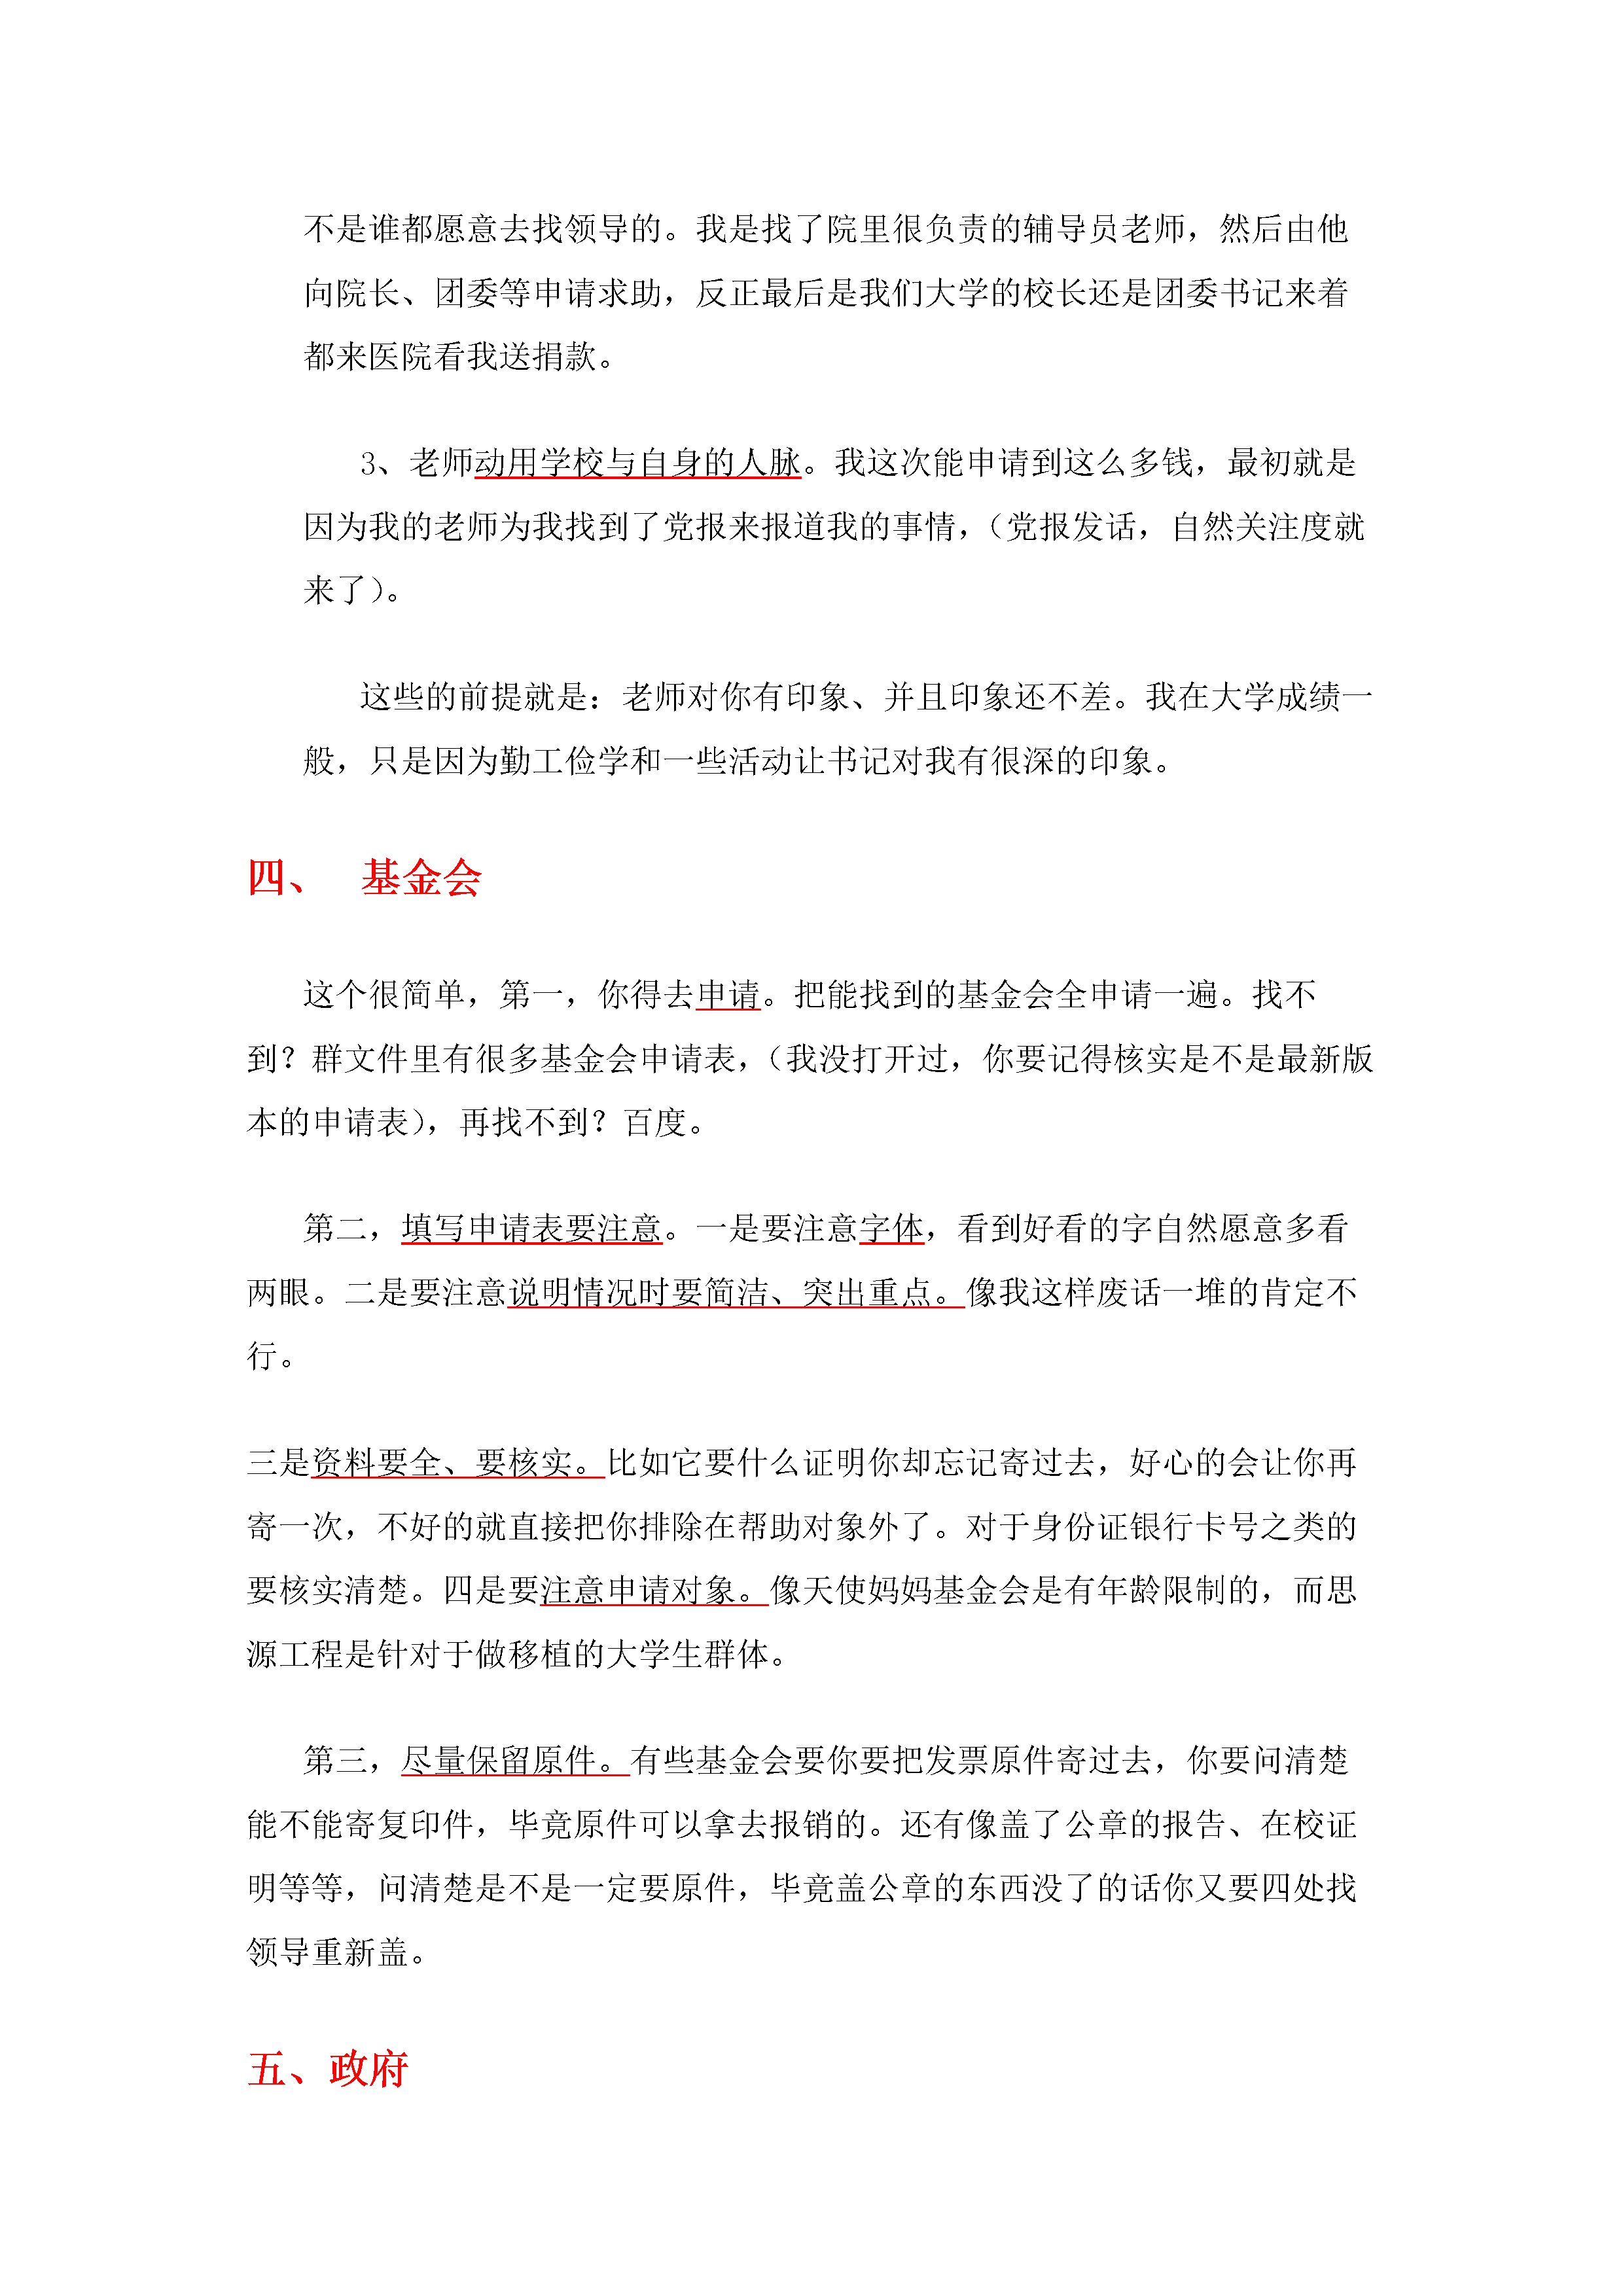 不是谁都愿意去找领导的。我是找了院里很负责的辅导员老师，然后由他
向院长、团委等申请求助，反正最后是我们大学的校长还是团委书记来着
都来医院看我送捐款。
3、老师动用学校与自身的人脉。我这次能申请到这么多钱，最初就是
因为我的老师为我找到了党报来报道我的事情，（党报发话，自然关注度就
来了）。
这些的前提就是：老师对你有印象、并且印象还不差。我在大学成绩一
般，只是因为勤工俭学和一些活动让书记对我有很深的印象。
四、 基金会
这个很简单，第一，你得去申请。把能找到的基金会全申请一遍。找不
到？群文件里有很多基金会申请表，（我没打开过，你要记得核实是不是最新版
本的申请表），再找不到？百度。
第二，填写申请表要注意。一是要注意字体，看到好看的字自然愿意多看
两眼。二是要注意说明情况时要简洁、突出重点。像我这样废话一堆的肯定不
行。
三是资料要全、要核实。比如它要什么证明你却忘记寄过去，好心的会让你再
寄一次，不好的就直接把你排除在帮助对象外了。对于身份证银行卡号之类的
要核实清楚。四是要注意申请对象。像天使妈妈基金会是有年龄限制的，而思
源工程是针对于做移植的大学生群体。
第三，尽量保留原件。有些基金会要你要把发票原件寄过去，你要问清楚
能不能寄复印件，毕竟原件可以拿去报销的。还有像盖了公章的报告、在校证
明等等，问清楚是不是一定要原件，毕竟盖公章的东西没了的话你又要四处找
领导重新盖。
五、政府